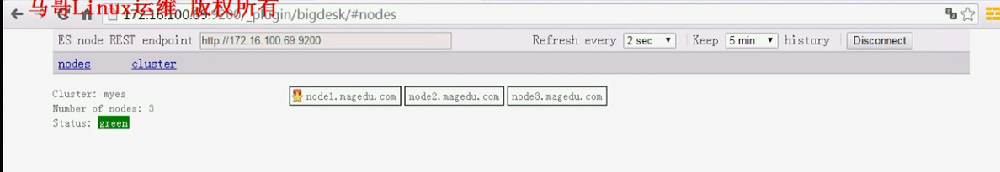 马哥Linux运维 版权所有
172.16.100.69:9200/_plugin/bigdesk/#nodes
ES node REST endpoint http://172.16.100.69:9200 Refresh every 2 sec Keep 5 min history Disconnect
nodes cluster
Cluster: myes node1.magedu.com node2.magedu.com node3.magedu.com
Number of nodes: 3
Status: green